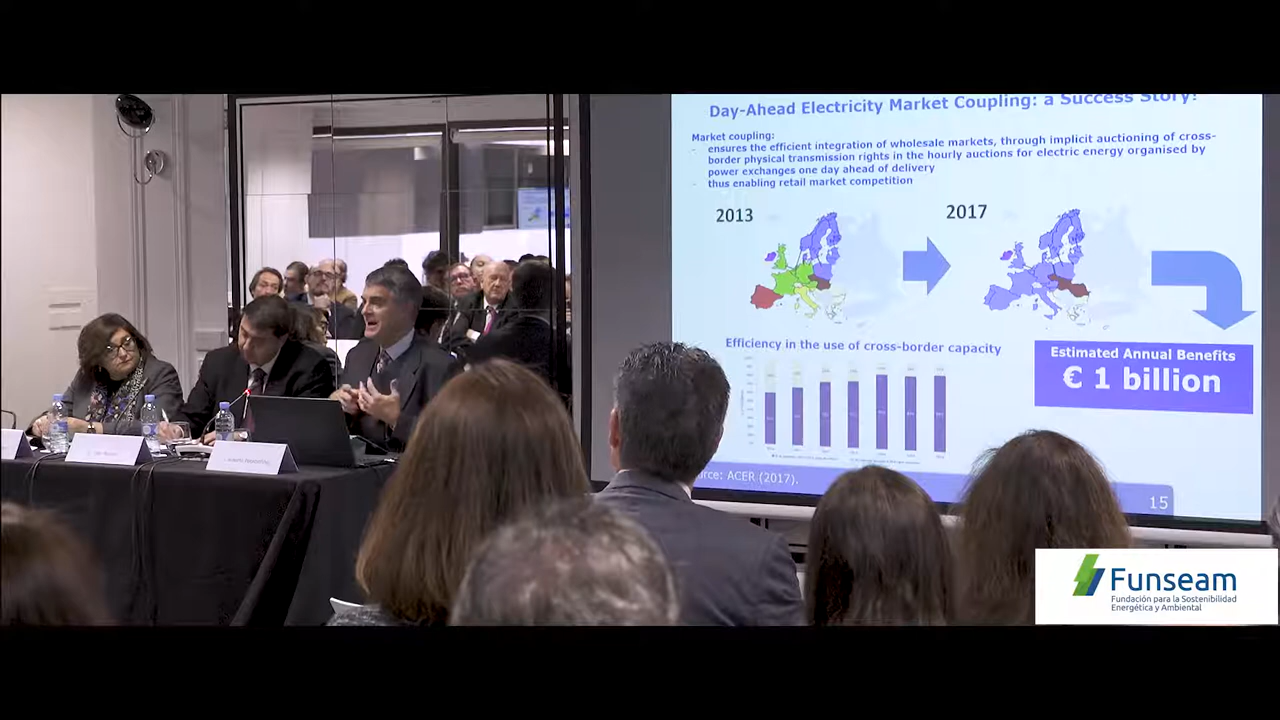 Day-Ahead Electricity Market Coupling: a Success Story!
Market coupling:
- ensures the efficient integration of wholesale markets, through implicit auctioning of cross-
border physical transmission rights in the hourly auctions for electric energy organised by
power exchanges one day ahead of delivery
- thus enabling retail market competition
2013
2017
Efficiency in the use of cross-border capacity
Estimated Annual Benefits
€ 1 billion
ACER (2017).
15
Funseam
Fundación para la Sostenibilidad
Energética y Ambiental